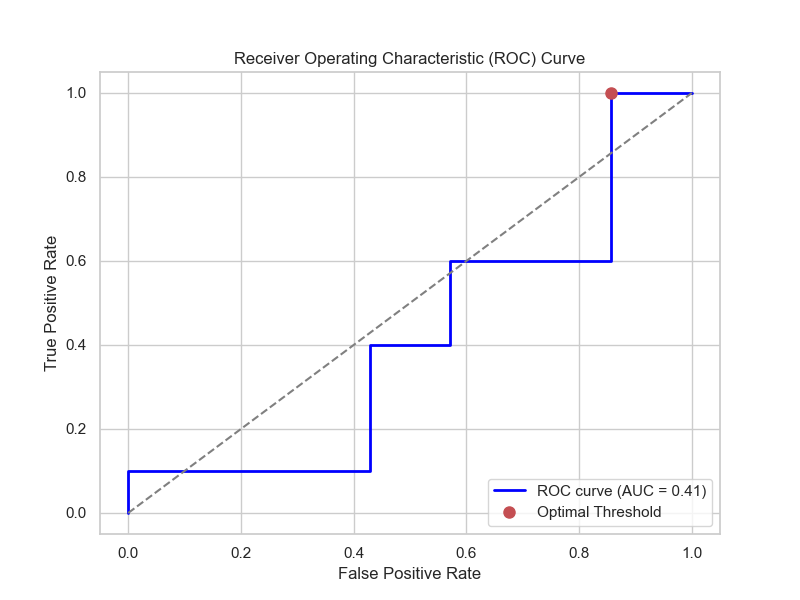 Receiver Operating Characteristic (ROC) Curve
True Positive Rate
1.0
0.8
0.6
0.4
0.2
0.0
ROC curve (AUC = 0.41)
Optimal Threshold
0.0 0.2 0.4 0.6 0.8 1.0
False Positive Rate